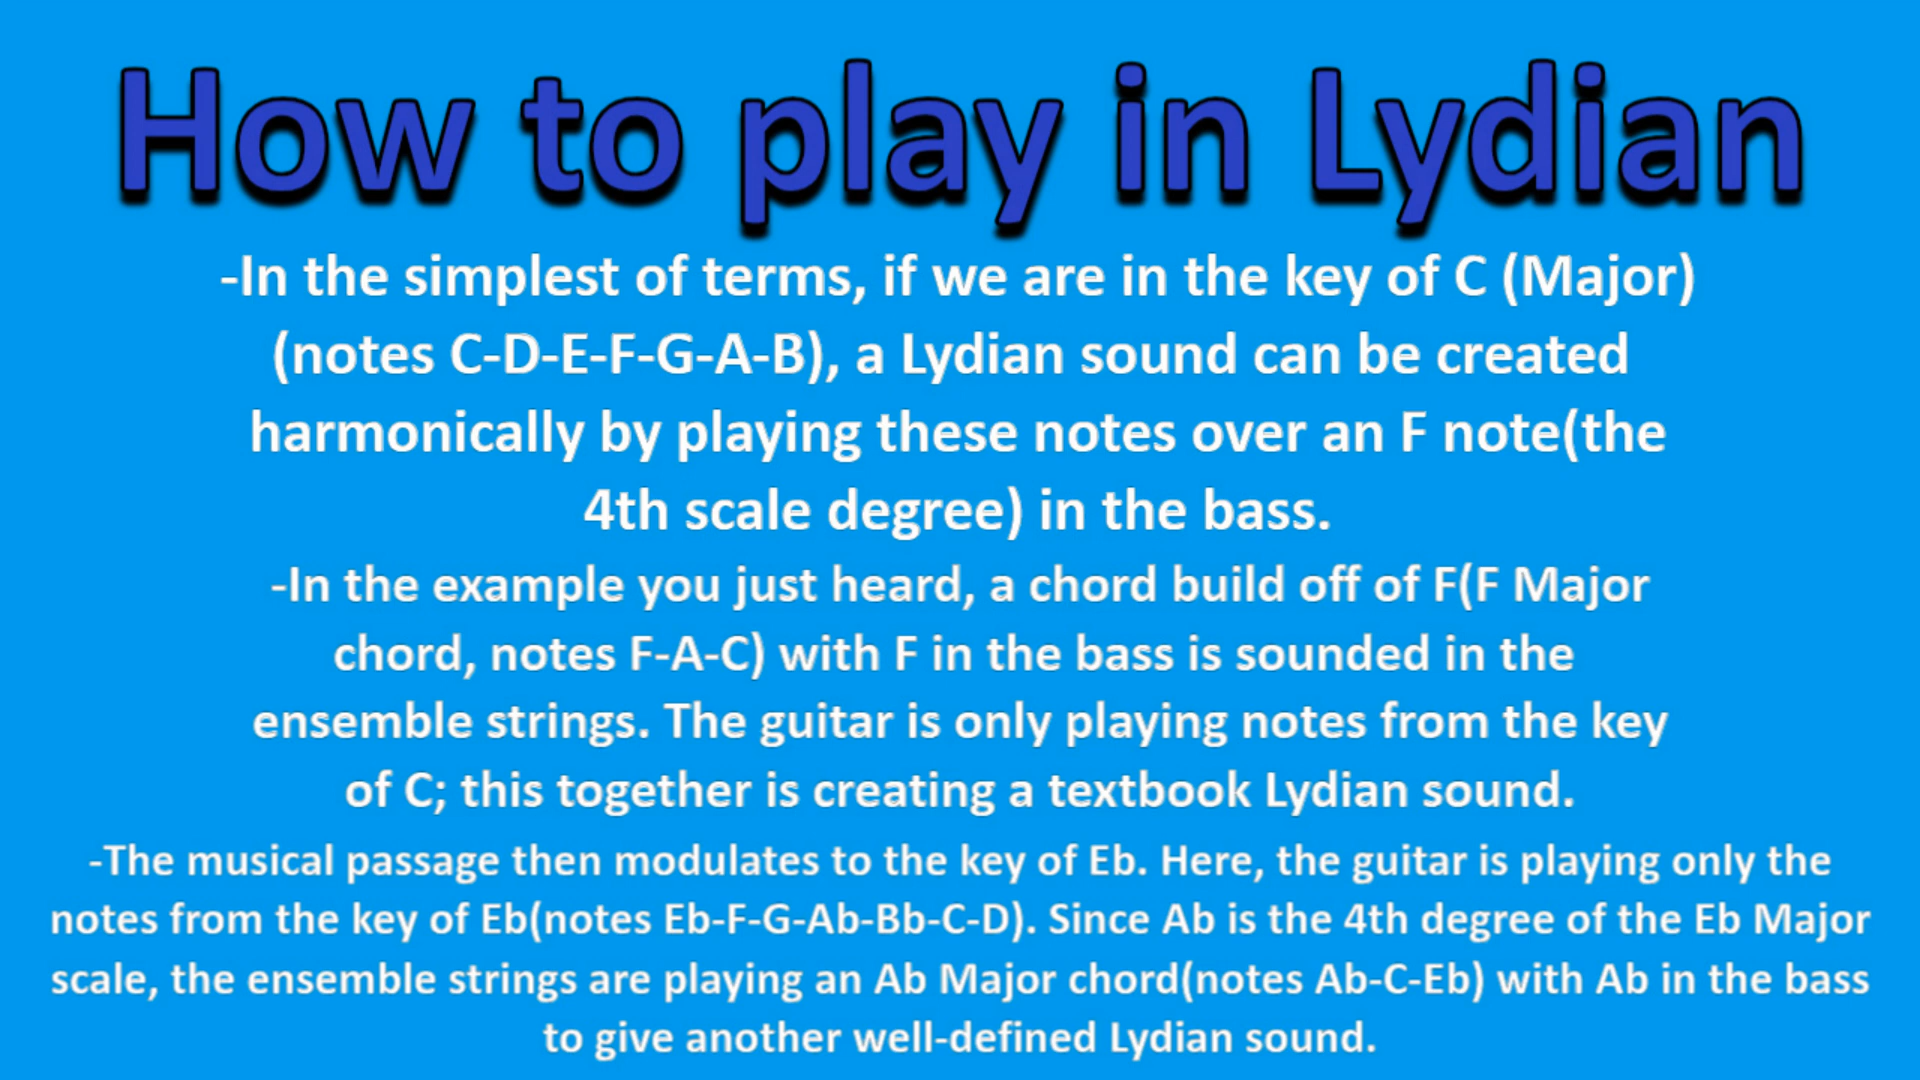 How to play in Lydian
-In the simplest of terms, if we are in the key of C (Major)
(notes C-D-E-F-G-A-B), a Lydian sound can be created
harmonically by playing these notes over an F note(the
4th scale degree) in the bass.
-In the example you just heard, a chord build off of F(F Major
chord, notes F-A-C) with F in the bass is sounded in the
ensemble strings. The guitar is only playing notes from the key
of C; this together is creating a textbook Lydian sound.
-The musical passage then modulates to the key of Eb. Here, the guitar is playing only the
notes from the key of Eb(notes Eb-F-G-Ab-Bb-C-D). Since Ab is the 4th degree of the Eb Major
scale, the ensemble strings are playing an Ab Major chord(notes Ab-C-Eb) with Ab in the bass
to give another well-defined Lydian sound.